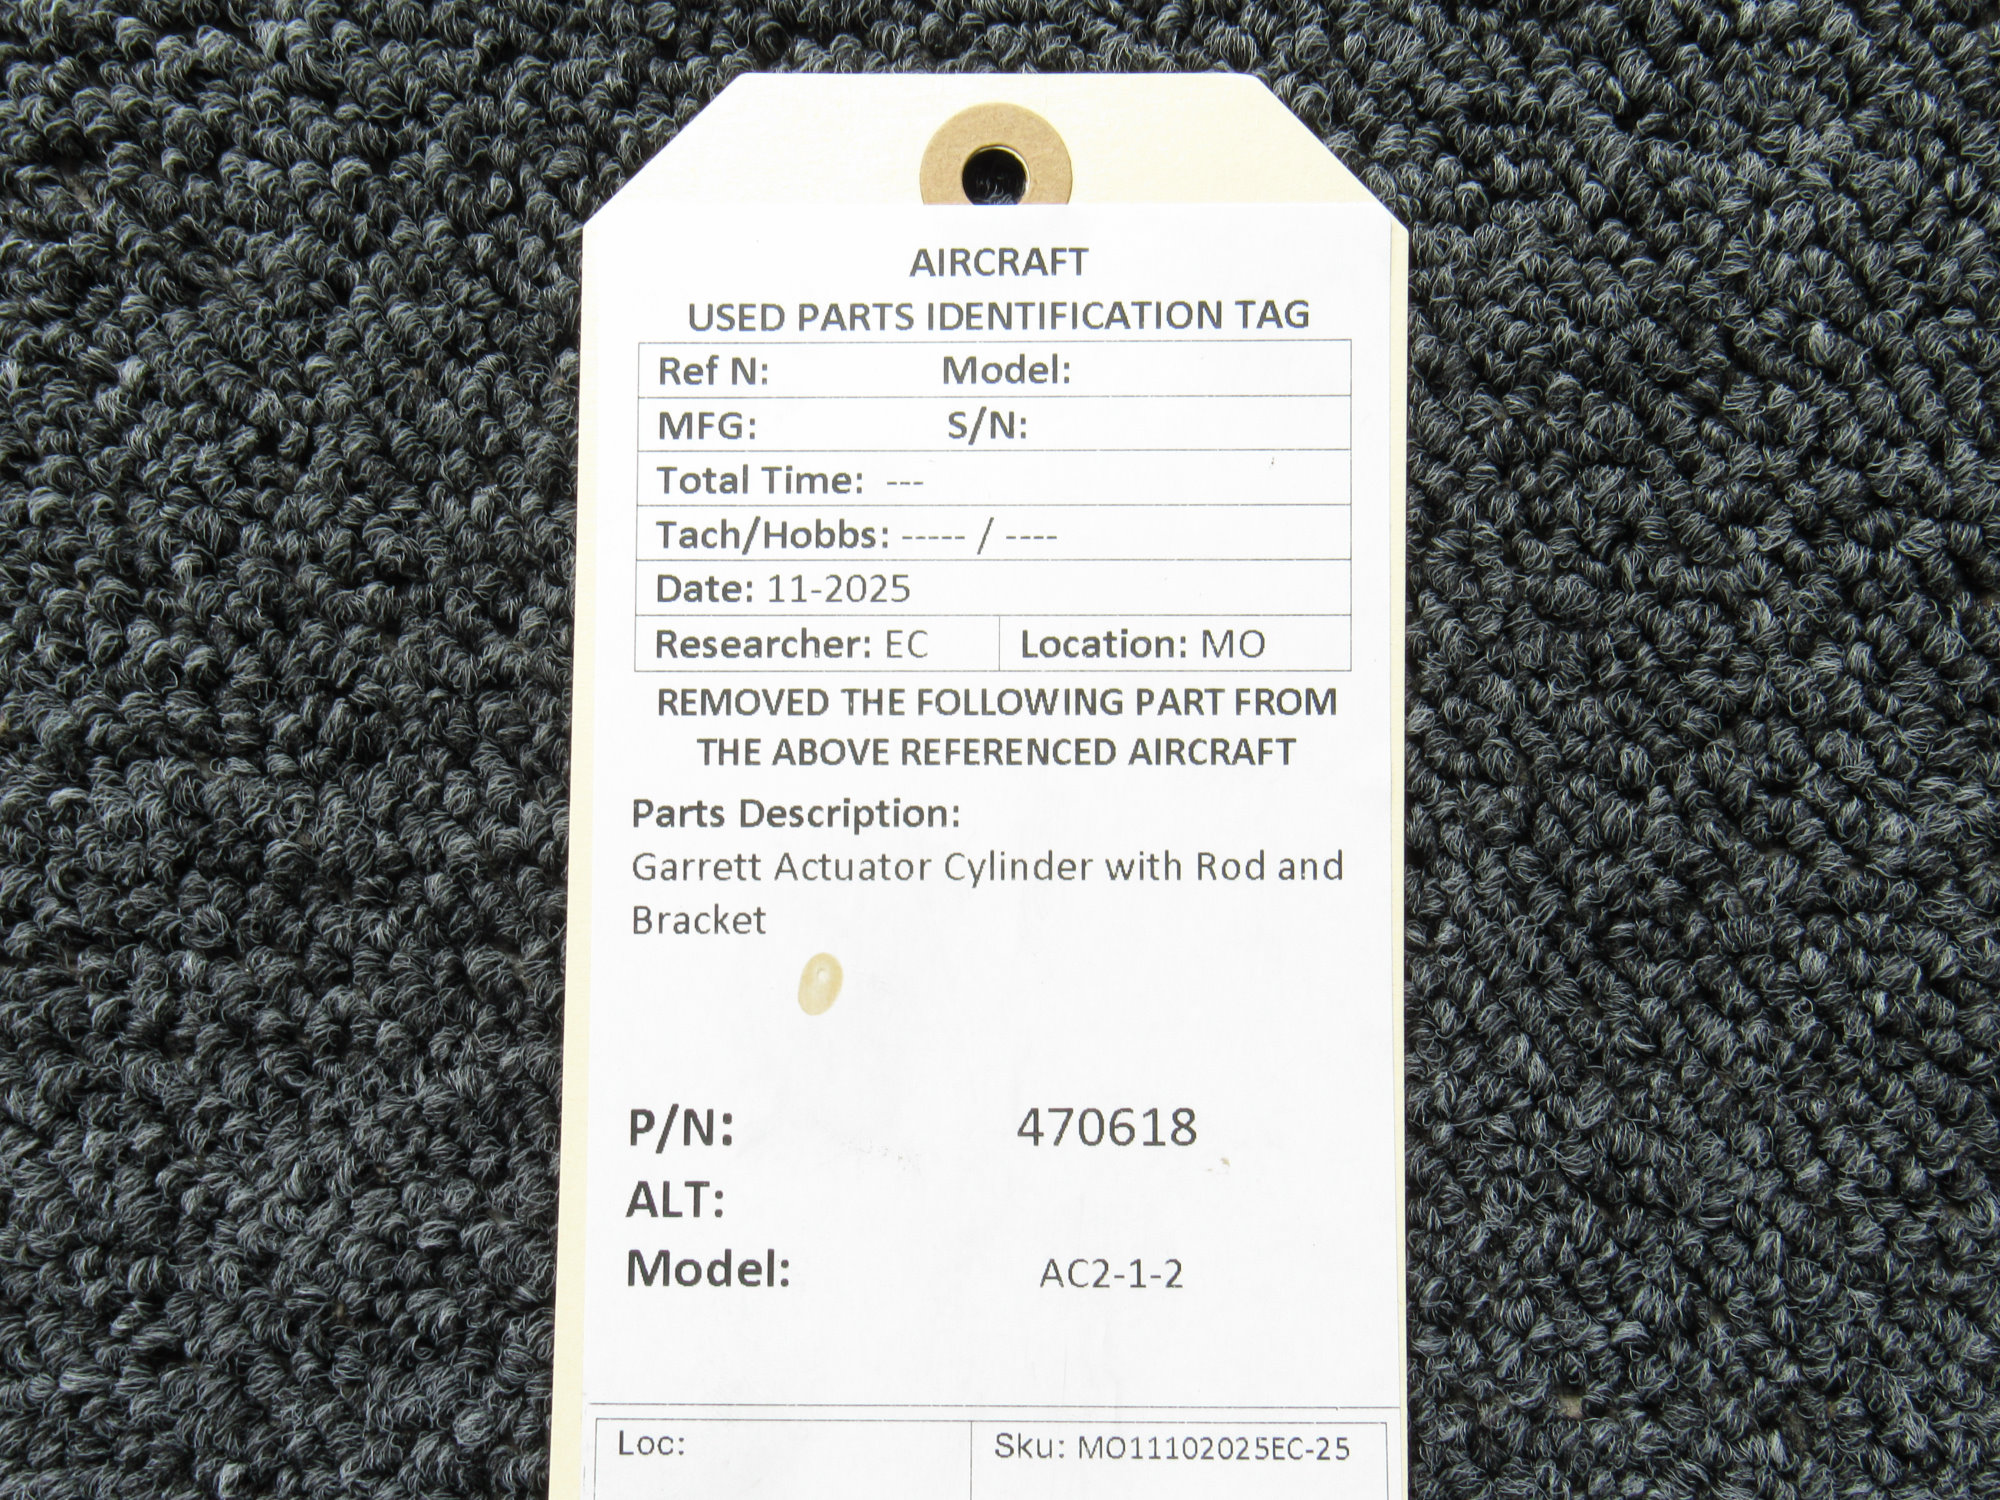 AIRCRAFT
USED PARTS IDENTIFICATION TAG
Ref N: Model:
MFG: S/N:
Total Time: ---
Tach/Hobbs: ----- / ----
Date: 11-2025
Researcher: EC Location: MO
REMOVED THE FOLLOWING PART FROM
THE ABOVE REFERENCED AIRCRAFT
Parts Description:
Garrett Actuator Cylinder with Rod and
Bracket
P/N: 470618
ALT:
Model: AC2-1-2
Loc: Sku: MO11102025EC-25